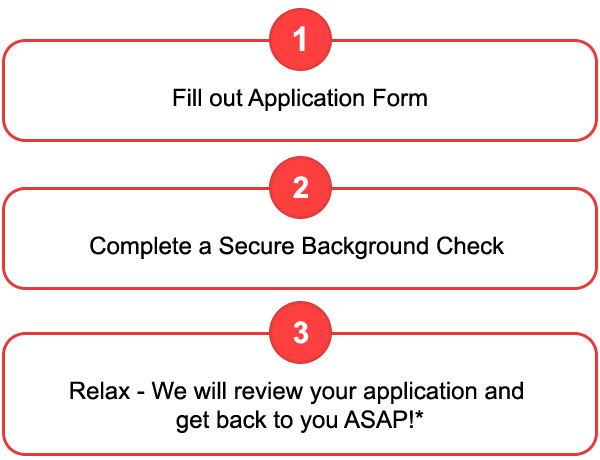 1
Fill out Application Form
2
Complete a Secure Background Check
3
Relax - We will review your application and
get back to you ASAP!*